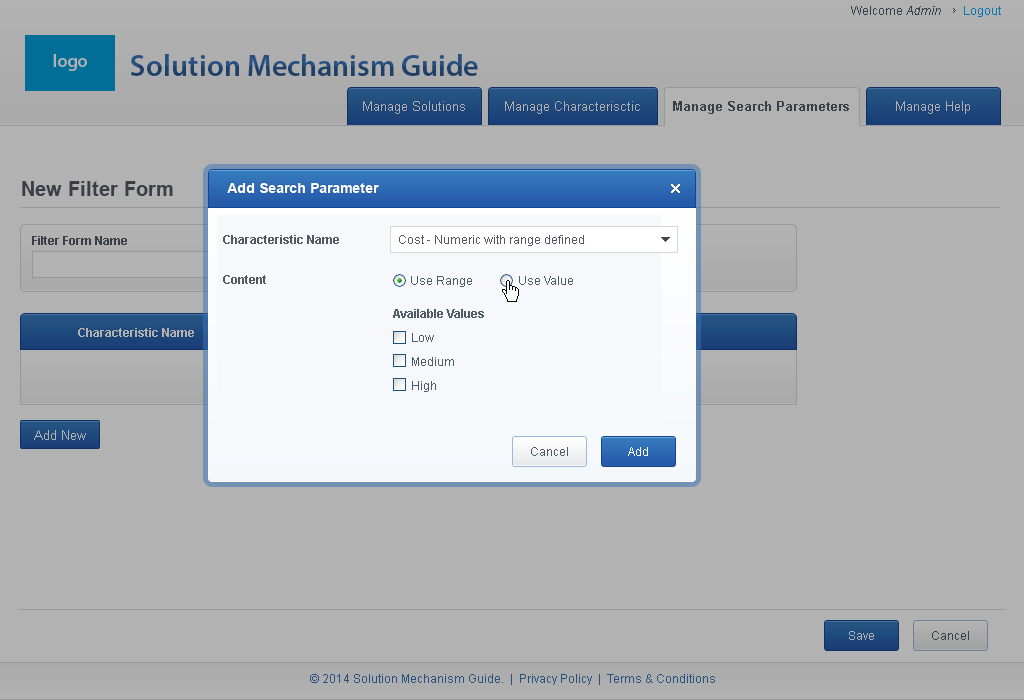 Welcome Admin › Logout
logo
Solution Mechanism Guide
Manage Solutions
Manage Characterisctic
Manage Search Parameters
Manage Help
New Filter Form
Filter Form Name
Characteristic Name
Add New
Add Search Parameter
Characteristic Name
Cost - Numeric with range defined
Content
Use Range
Use Value
Available Values
Low
Medium
High
Cancel
Add
Save
Cancel
© 2014 Solution Mechanism Guide. | Privacy Policy | Terms & Conditions